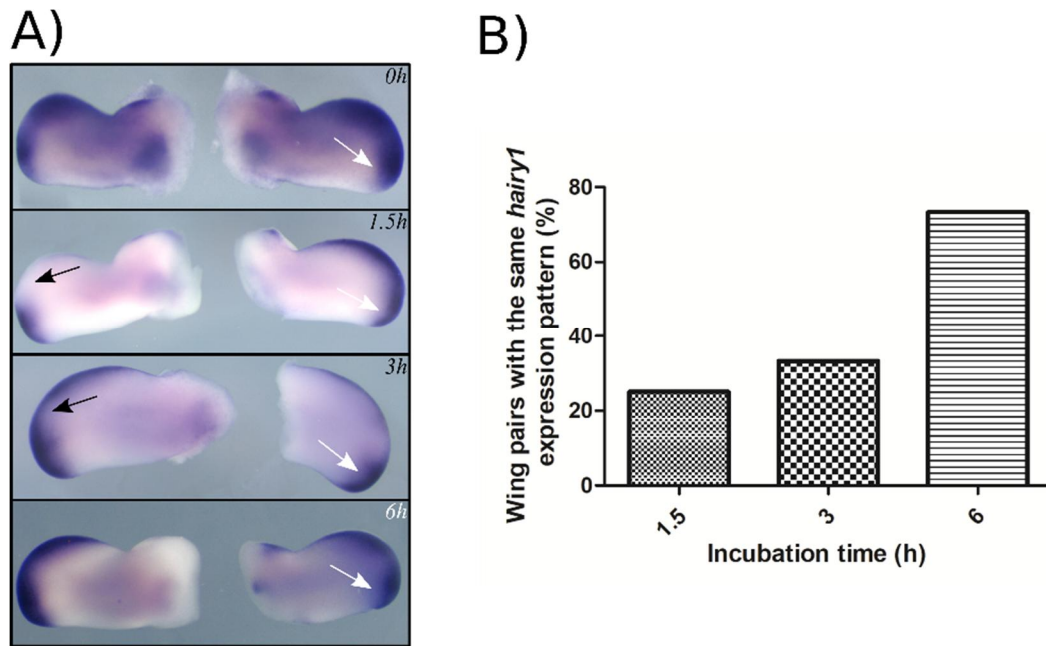 A)
0h
1.5h
3h
6h
B)
Wing pairs with the same hairy1
expression pattern (%)
80
60
40
20
0
1.5
3
6
Incubation time (h)